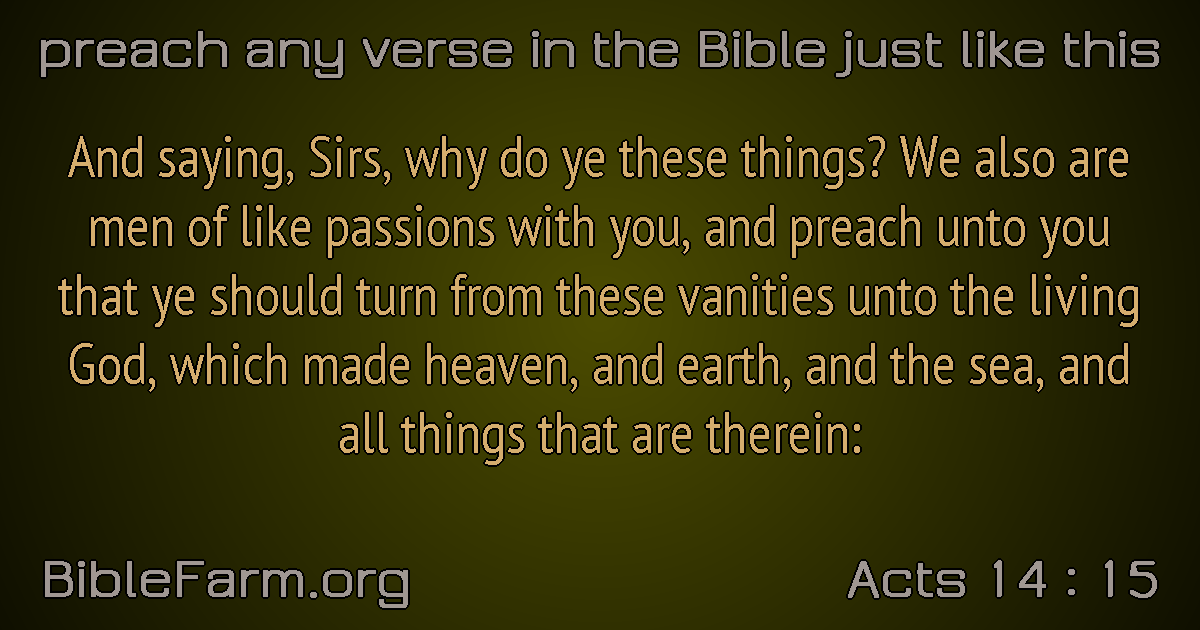 preach any verse in the Bible just like this
And saying, Sirs, why do ye these things? We also are
men of like passions with you, and preach unto you
that ye should turn from these vanities unto the living
God, which made heaven, and earth, and the sea, and
all things that are therein:
BibleFarm.org
Acts 14 : 15